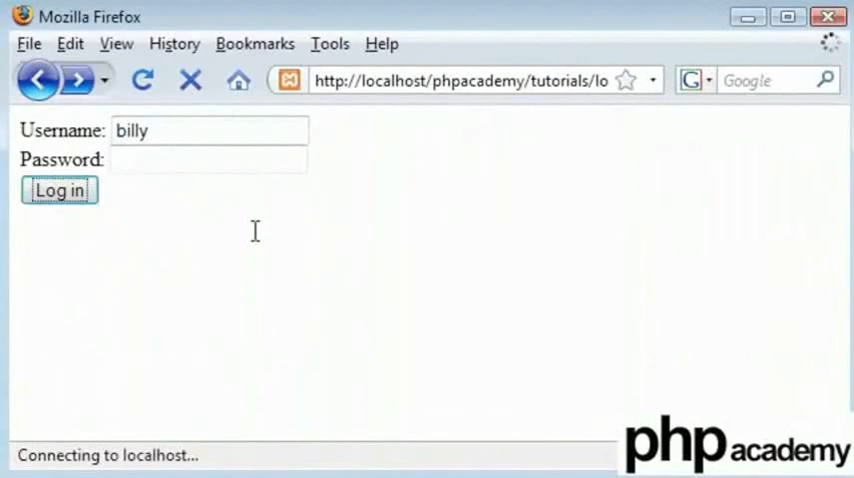 Mozilla Firefox
File Edit View History Bookmarks Tools Help
http://localhost/phpacademy/tutorials/lo G Google
Username: billy
Password:
Log in
Connecting to localhost...
php academy